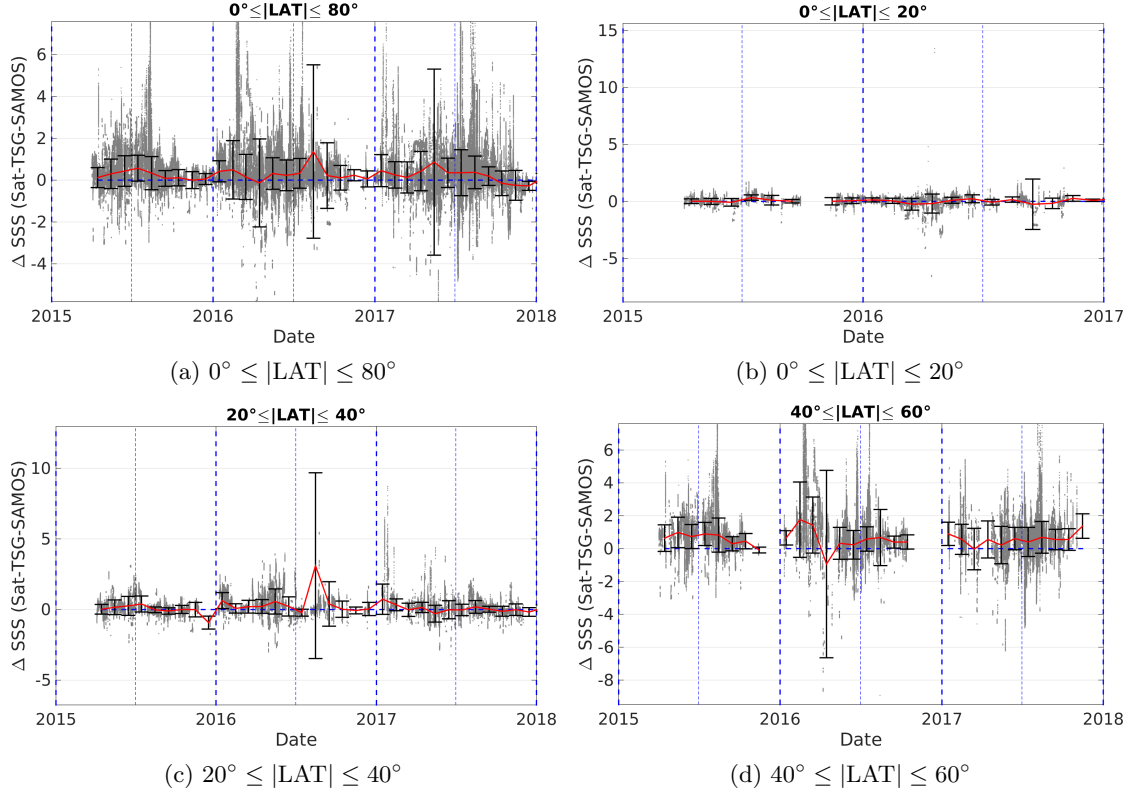 0°≤|LAT|≤ 80°
Δ SSS (Sat-TSG-SAMOS)
6
4
2
0
-2
-4
2015
2016
2017
2018
Date
(a) 0° ≤ |LAT| ≤ 80°
0°≤|LAT|≤ 20°
Δ SSS (Sat-TSG-SAMOS)
15
10
5
0
-5
2015
2016
2017
Date
(b) 0° ≤ |LAT| ≤ 20°
20°≤|LAT|≤ 40°
Δ SSS (Sat-TSG-SAMOS)
10
5
0
-5
2015
2016
2017
2018
Date
(c) 20° ≤ |LAT| ≤ 40°
40°≤|LAT|≤ 60°
Δ SSS (Sat-TSG-SAMOS)
6
4
2
0
-2
-4
-6
-8
2015
2016
2017
2018
Date
(d) 40° ≤ |LAT| ≤ 60°